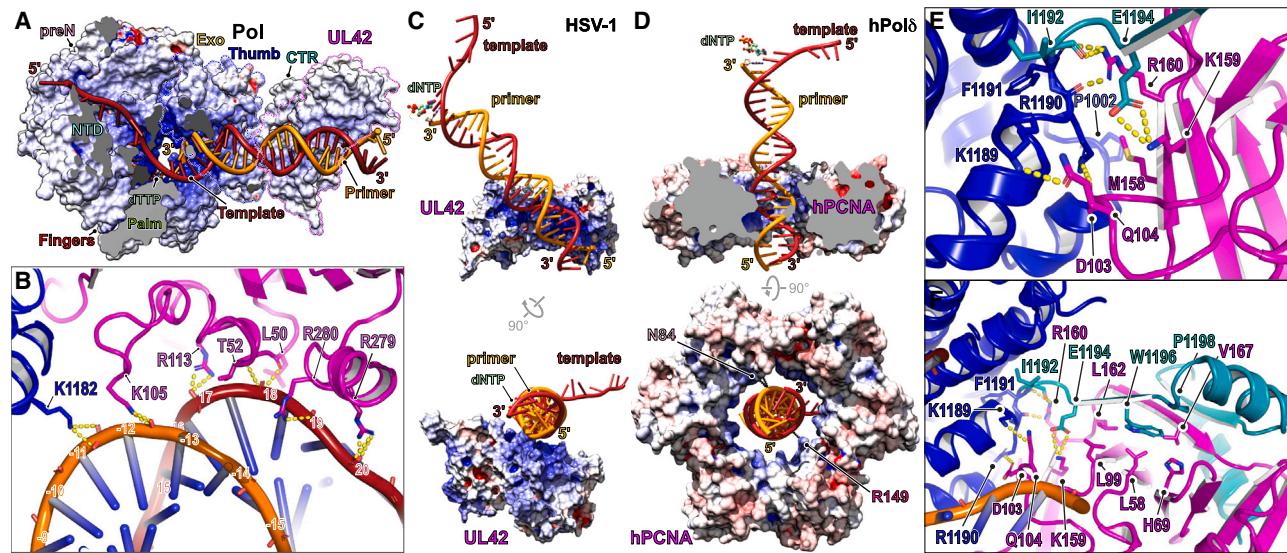 A
preN
Exo
Pol
Thumb
CTR
UL42
5'
NTD
3'
5'
dTTP
Palm
Template
Primer
3'
Fingers
B
K1182
K105
R113
T52
L50
R280
R279
17
18
19
20
16
15
-12
-11
-13
-10
-14
-9
-15
C
HSV-1
5'
template
dNTP
3'
primer
UL42
3'
5'
90°
primer
template
dNTP
3'
5'
UL42
D
hPolδ
dNTP
5'
3'
template
primer
hPCNA
5'
3'
90°
N84
3'
5'
R149
hPCNA
E
I1192
E1194
R160
K159
F1191
R1190
P1002
K1189
M158
Q104
D103
F
R160
I1192
E1194
P1198
W1196
V167
F1191
L162
K1189
L99
L58
D103
H69
R1190
Q104
K159